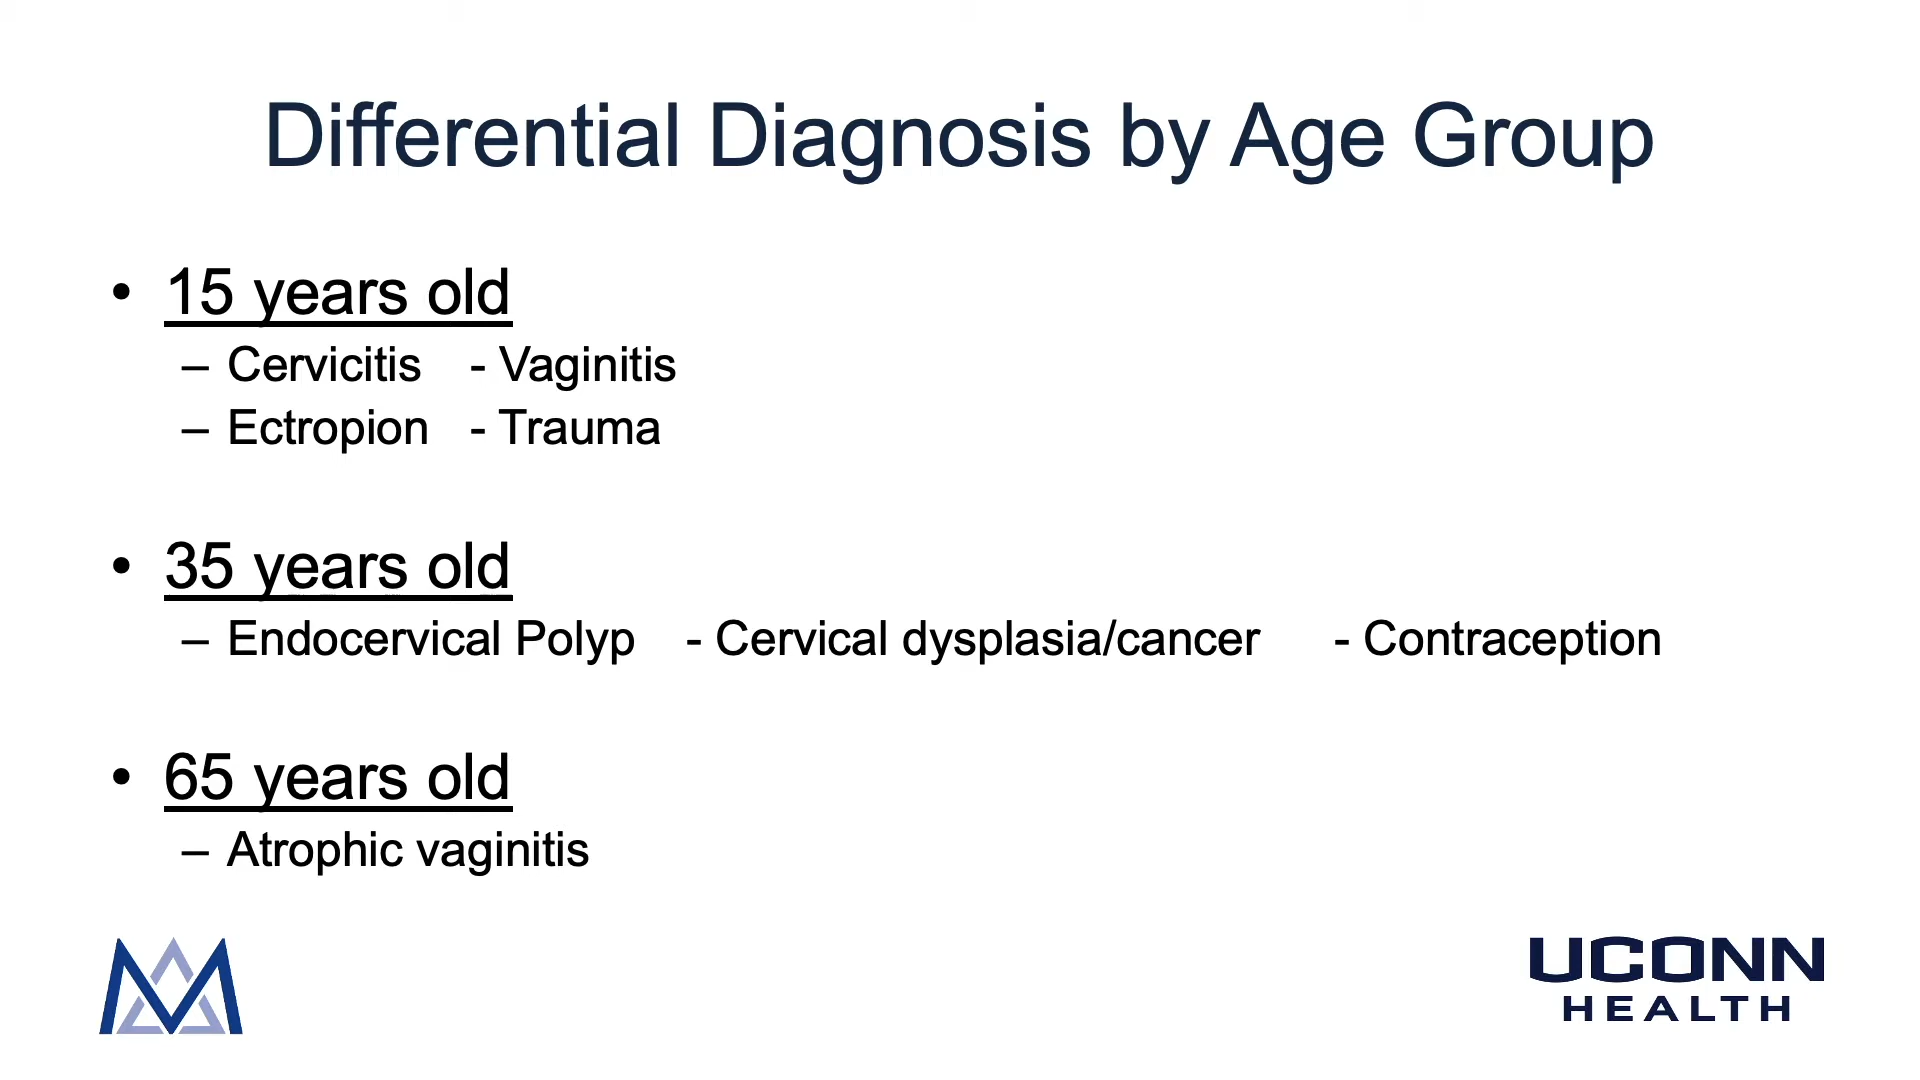 Differential Diagnosis by Age Group
• 15 years old
– Cervicitis - Vaginitis
– Ectropion - Trauma
• 35 years old
– Endocervical Polyp - Cervical dysplasia/cancer - Contraception
• 65 years old
– Atrophic vaginitis
UCONN
HEALTH